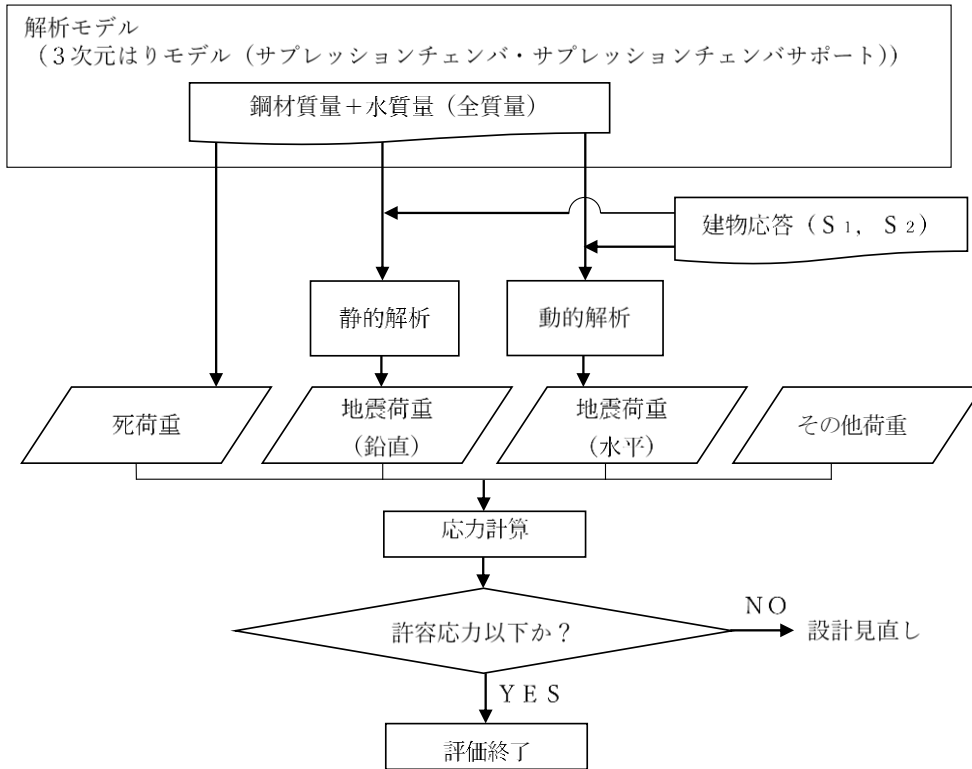 解析モデル
（３次元はりモデル（サプレッションチェンバ・サプレッションチェンバサポート））
鋼材質量＋水質量（全質量）
建物応答（Ｓ１，Ｓ２）
静的解析
動的解析
死荷重
地震荷重
（鉛直）
地震荷重
（水平）
その他荷重
応力計算
許容応力以下か？
ＮＯ
設計見直し
ＹＥＳ
評価終了